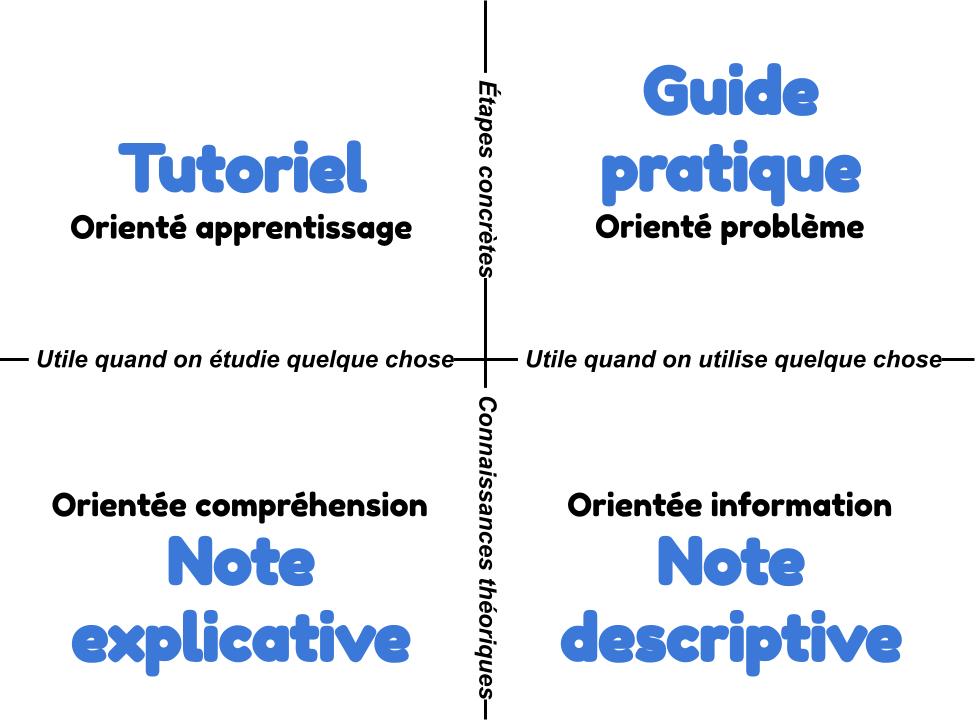 Étapes concrètes
Guide
pratique
Tutoriel
Orienté apprentissage
Orienté problème
Utile quand on étudie quelque chose
Utile quand on utilise quelque chose
Connaissances théoriques
Orientée compréhension
Note
explicative
Orientée information
Note
descriptive